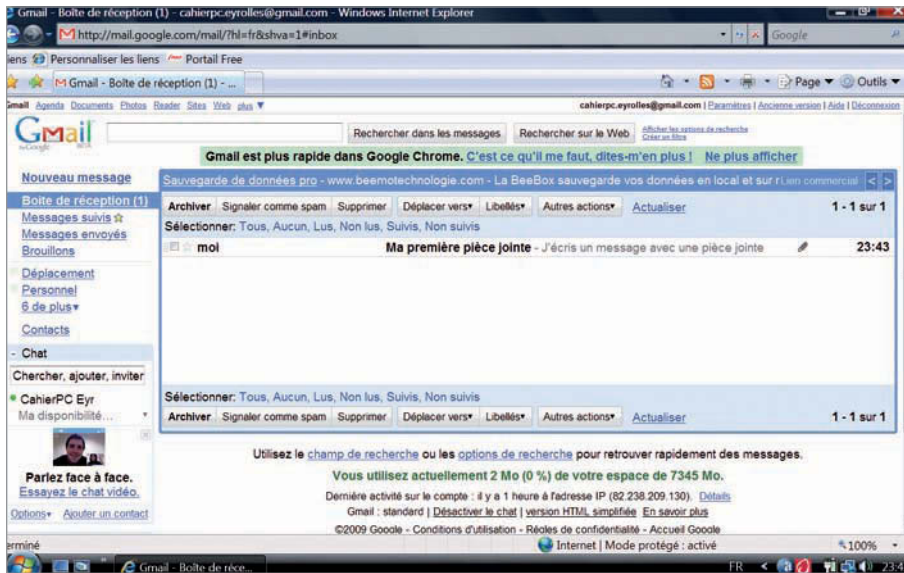 Gmail - Boîte de réception (1) - cahierpc.eyrolles@gmail.com - Windows Internet Explorer
http://mail.google.com/mail/?hl=fr&shva=1#inbox
Google
iens Personnaliser les liens Portail Free
Gmail - Boîte de réception (1) - ...
Page Outils
Gmail Agenda Documents Photos Reader Sites Web plus
cahierpc.eyrolles@gmail.com | Paramètres | Ancienne version | Aide | Déconnexion
Gmail
by Google BETA
Rechercher dans les messages
Rechercher sur le Web
Afficher les options de recherche
Créer un filtre
Gmail est plus rapide dans Google Chrome. C'est ce qu'il me faut, dites-m'en plus ! Ne plus afficher
Nouveau message
Boîte de réception (1)
Messages suivis
Messages envoyés
Brouillons
Déplacement
Personnel
6 de plus
Contacts
- Chat
Chercher, ajouter, inviter
CahierPC Eyr
Ma disponibilité...
Parlez face à face.
Essayez le chat vidéo.
Options Ajouter un contact
Sauvegarde de données pro - www.beemotechnologie.com - La BeeBox sauvegarde vos données en local et sur r Lien commercial < >
Archiver Signaler comme spam Supprimer Déplacer vers Libellés Autres actions Actualiser 1 - 1 sur 1
Sélectionner: Tous, Aucun, Lus, Non lus, Suivis, Non suivis
moi Ma première pièce jointe - J'écris un message avec une pièce jointe 23:43
Sélectionner: Tous, Aucun, Lus, Non lus, Suivis, Non suivis
Archiver Signaler comme spam Supprimer Déplacer vers Libellés Autres actions Actualiser 1 - 1 sur 1
Utilisez le champ de recherche ou les options de recherche pour retrouver rapidement des messages.
Vous utilisez actuellement 2 Mo (0 %) de votre espace de 7345 Mo.
Dernière activité sur le compte : il y a 1 heure à l'adresse IP (82.238.209.130). Détails
Gmail : standard | Désactiver le chat | version HTML simplifiée En savoir plus
©2009 Google - Conditions d'utilisation - Règles de confidentialité - Accueil Google
erminé
Internet | Mode protégé : activé
100%
Gmail - Boîte de réce...
FR < 23:4